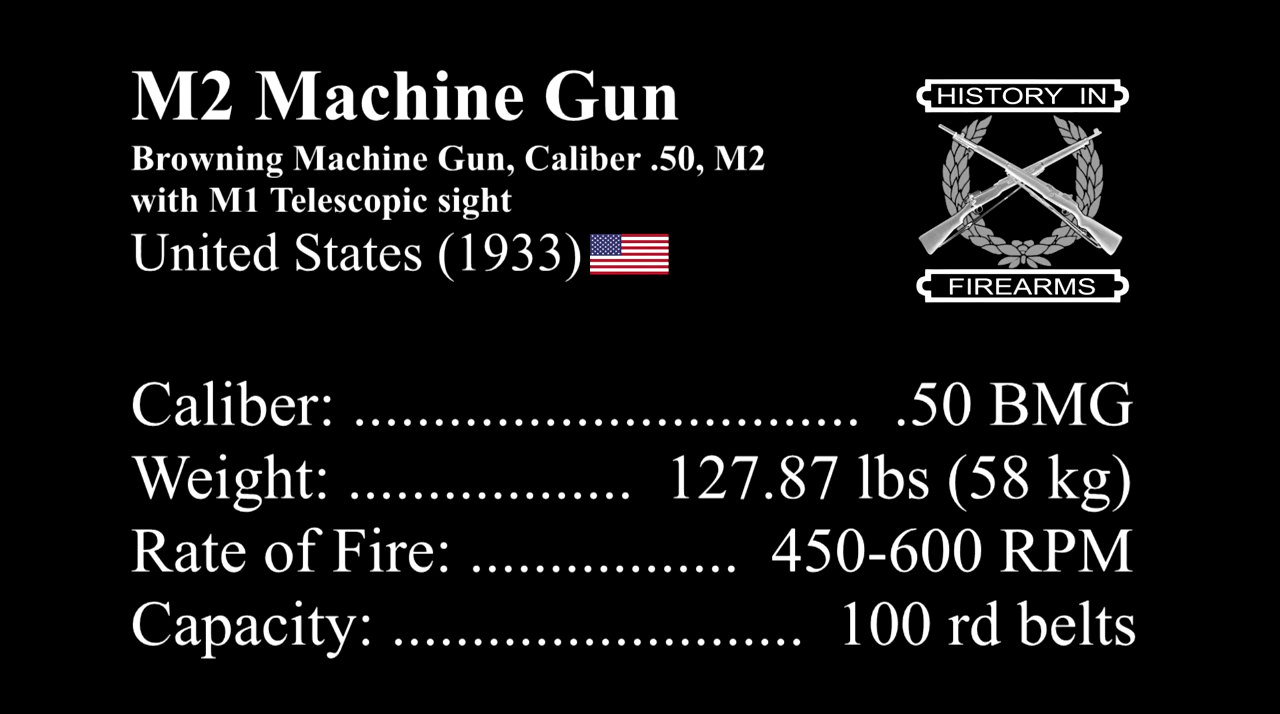 M2 Machine Gun
Browning Machine Gun, Caliber .50, M2
with M1 Telescopic sight
United States (1933)
HISTORY IN
FIREARMS
Caliber: ................................ .50 BMG
Weight: .................. 127.87 lbs (58 kg)
Rate of Fire: ................. 450-600 RPM
Capacity: .......................... 100 rd belts